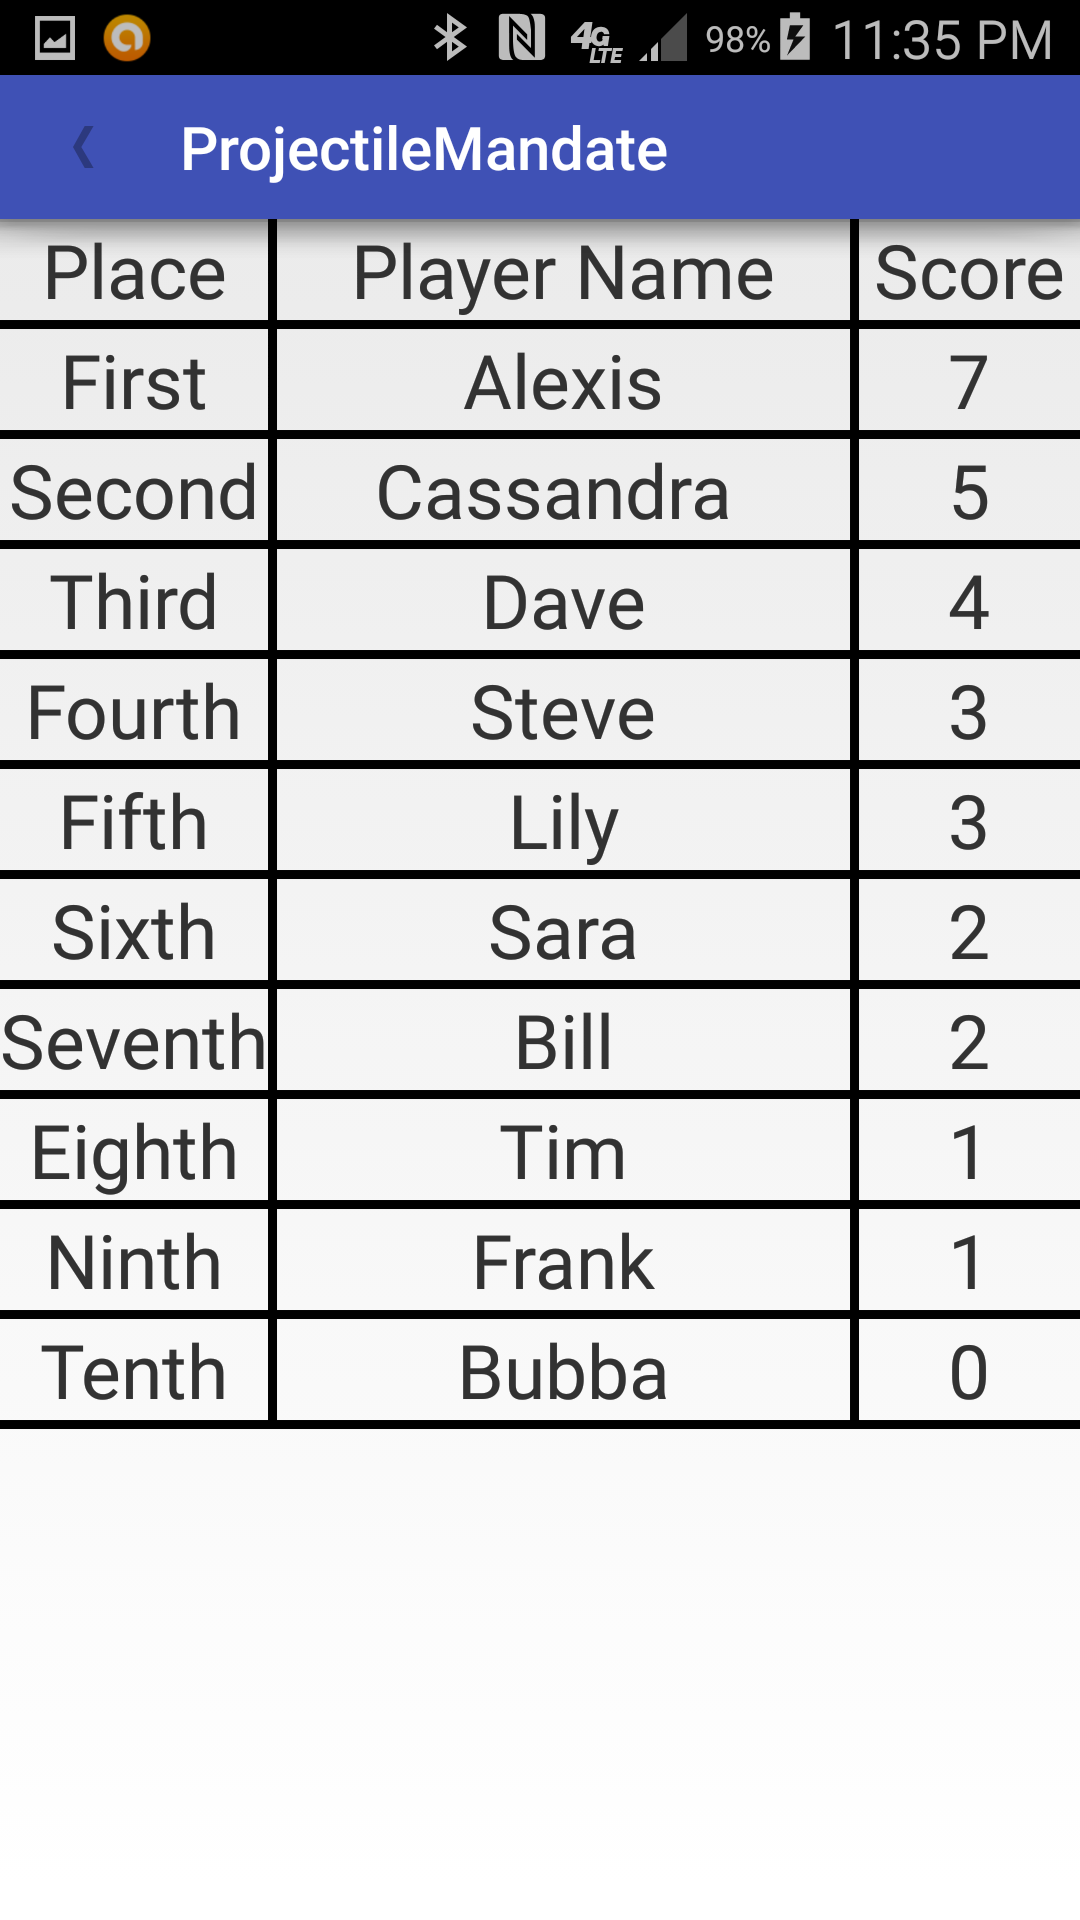 4G LTE 98% 11:35 PM
ProjectileMandate
Place Player Name Score
First Alexis 7
Second Cassandra 5
Third Dave 4
Fourth Steve 3
Fifth Lily 3
Sixth Sara 2
Seventh Bill 2
Eighth Tim 1
Ninth Frank 1
Tenth Bubba 0